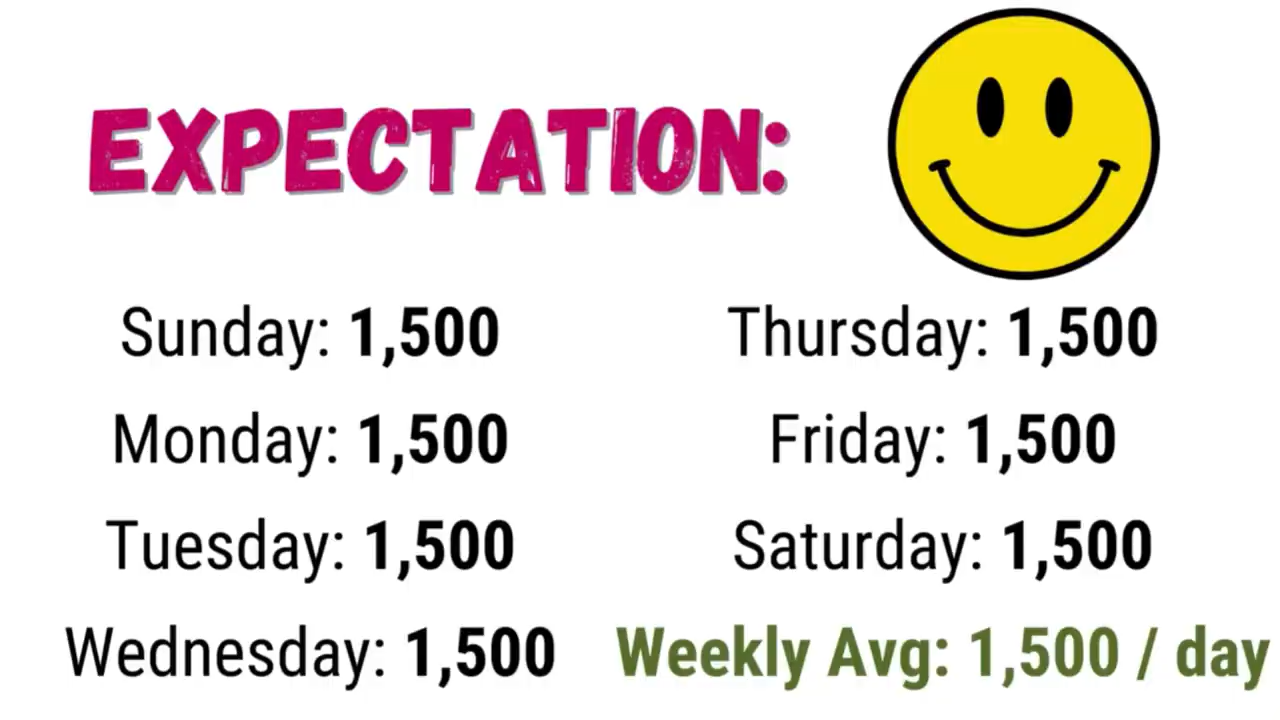 EXPECTATION:
Sunday: 1,500
Monday: 1,500
Tuesday: 1,500
Wednesday: 1,500
Thursday: 1,500
Friday: 1,500
Saturday: 1,500
Weekly Avg: 1,500 / day